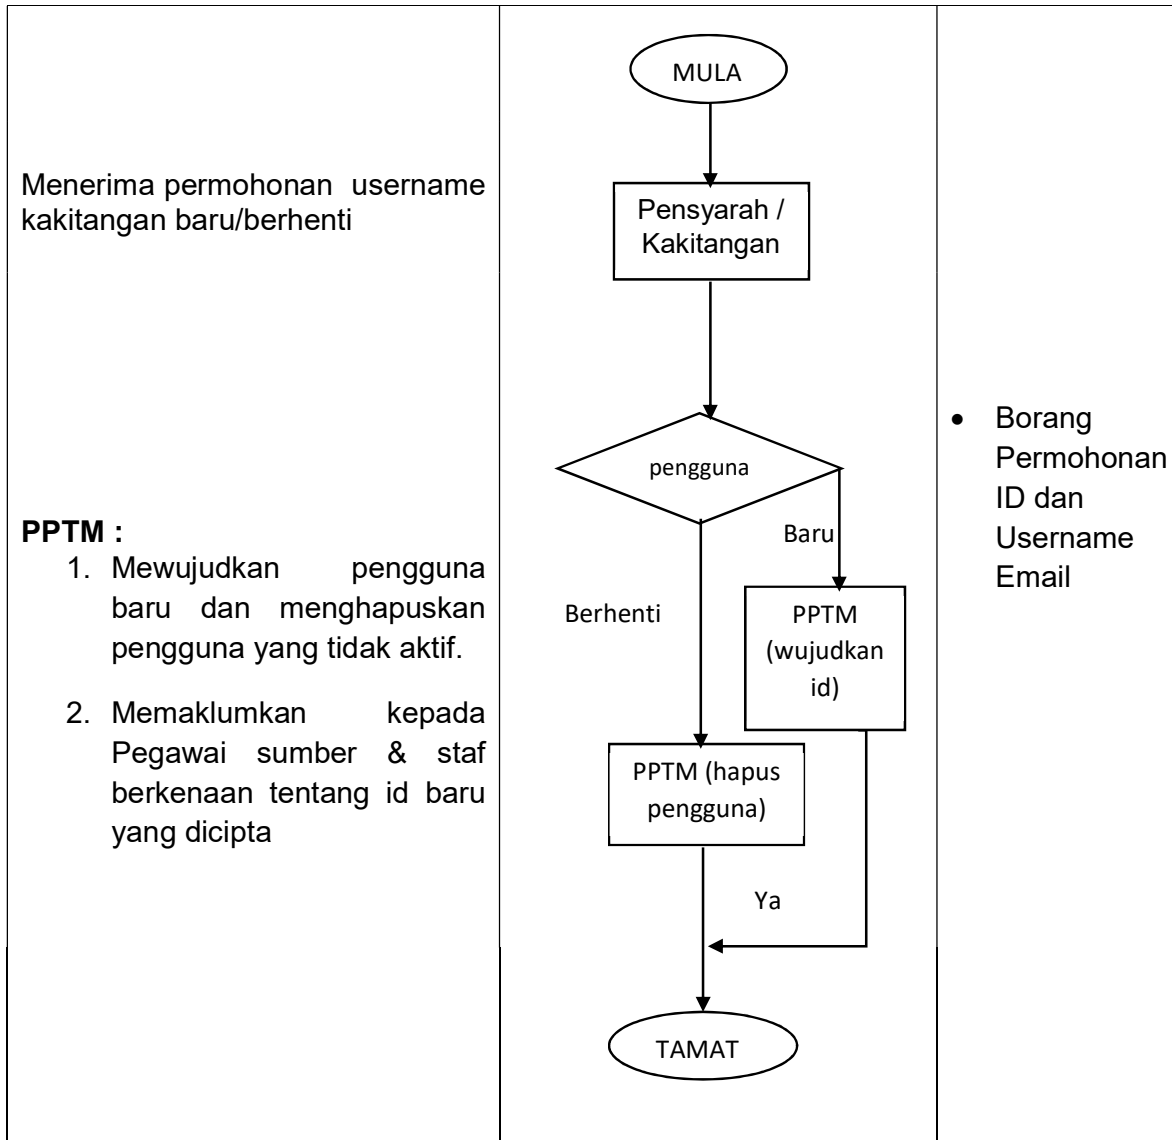 Menerima permohonan username
kakitangan baru/berhenti
PPTM :
1. Mewujudkan pengguna
baru dan menghapuskan
pengguna yang tidak aktif.
2. Memaklumkan kepada
Pegawai sumber & staf
berkenaan tentang id baru
yang dicipta
MULA
Pensyarah /
Kakitangan
pengguna
Baru
Berhenti
PPTM
(wujudkan
id)
PPTM (hapus
pengguna)
Ya
TAMAT
• Borang
Permohonan
ID dan
Username
Email